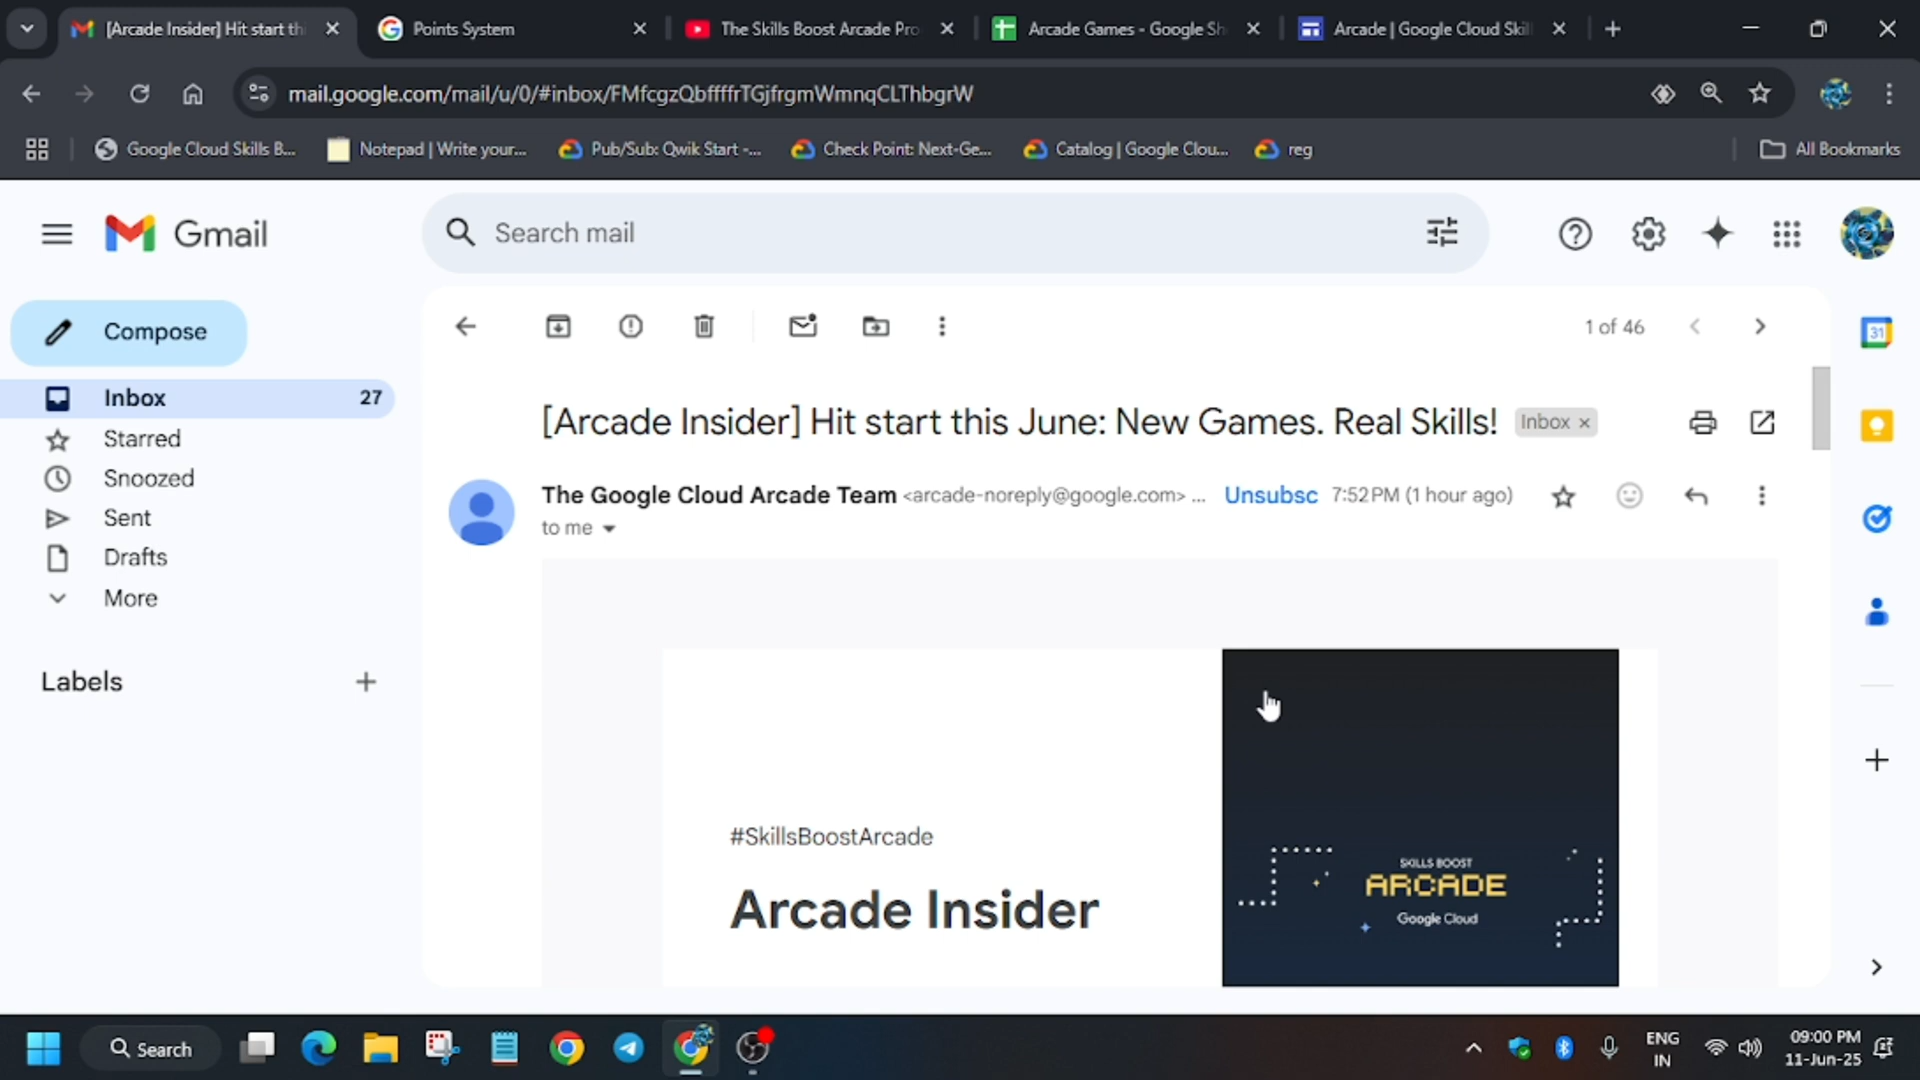 [Arcade Insider] Hit start thi
Points System
The Skills Boost Arcade Pro
Arcade Games - Google Sh
Arcade | Google Cloud Skill
mail.google.com/mail/u/0/#inbox/FMfcgzQbffffrTGjfrgmWmnqCLThbgrW
Google Cloud Skills B...
Notepad | Write your...
Pub/Sub: Qwik Start -...
Check Point: Next-Ge...
Catalog | Google Clou...
reg
All Bookmarks
Gmail
Search mail
Compose
1 of 46
Inbox 27
Starred
Snoozed
Sent
Drafts
More
Labels
[Arcade Insider] Hit start this June: New Games. Real Skills!
Inbox ×
The Google Cloud Arcade Team <arcade-noreply@google.com> ... Unsubsc 7:52 PM (1 hour ago)
to me
31
#SkillsBoostArcade
Arcade Insider
SKILLS BOOST
ARCADE
Google Cloud
Search
ENG
IN
09:00 PM
11-Jun-25